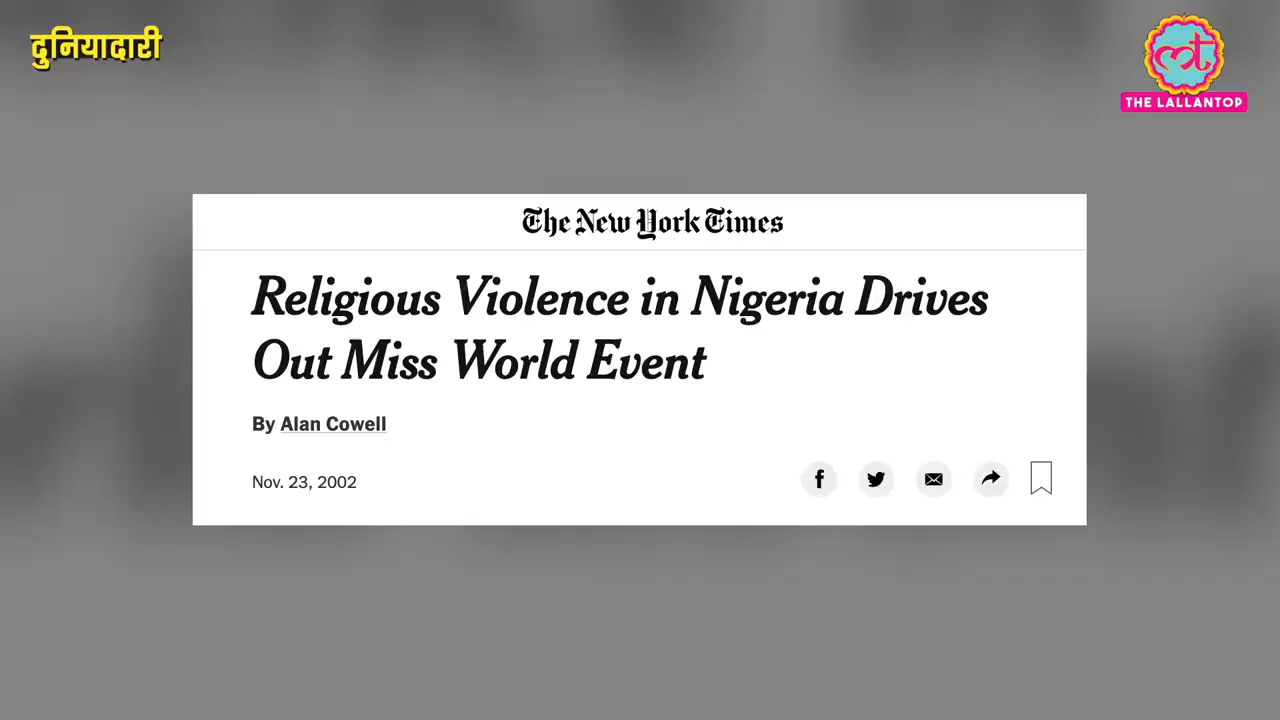 दुनियादारी
THE LALLANTOP
The New York Times
Religious Violence in Nigeria Drives
Out Miss World Event
By Alan Cowell
Nov. 23, 2002